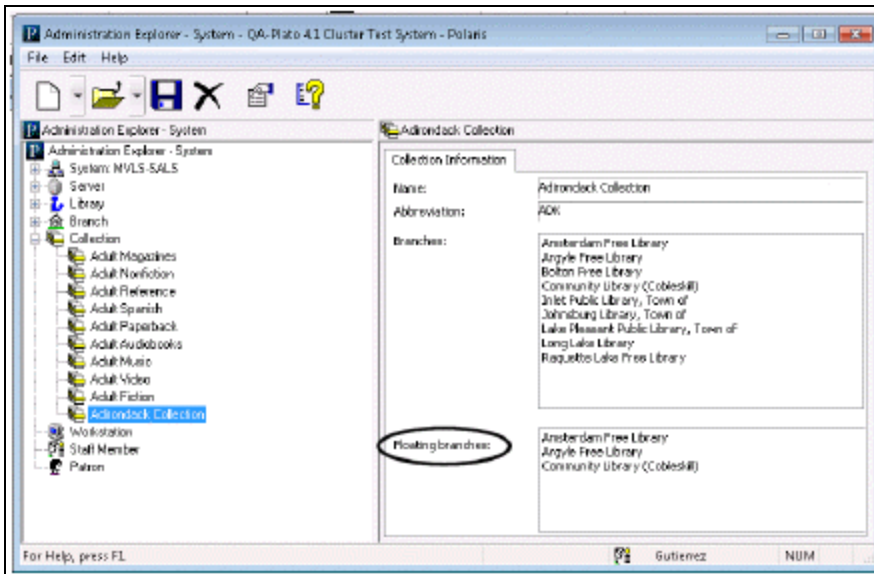 Administration Explorer - System - QA-Plato 4.1 Cluster Test System - Polaris
File Edit Help
Administration Explorer - System
Administration Explorer - System
System: MVLS-SALS
Server
Library
Branch
Collection
Adult Magazines
Adult Nonfiction
Adult Reference
Adult Spanish
Adult Paperback
Adult Audiobooks
Adult Music
Adult Video
Adult Fiction
Adirondack Collection
Workstation
Staff Member
Patron
Adirondack Collection
Collection Information
Name: Adirondack Collection
Abbreviation: ADK
Branches: Amsterdam Free Library
Argyle Free Library
Bolton Free Library
Community Library (Cobleskill)
Inlet Public Library, Town of
Johnsburg Library, Town of
Lake Pleasant Public Library, Town of
Long Lake Library
Raquette Lake Free Library
Floating branches: Amsterdam Free Library
Argyle Free Library
Community Library (Cobleskill)
For Help, press F1 Gutierrez NUM